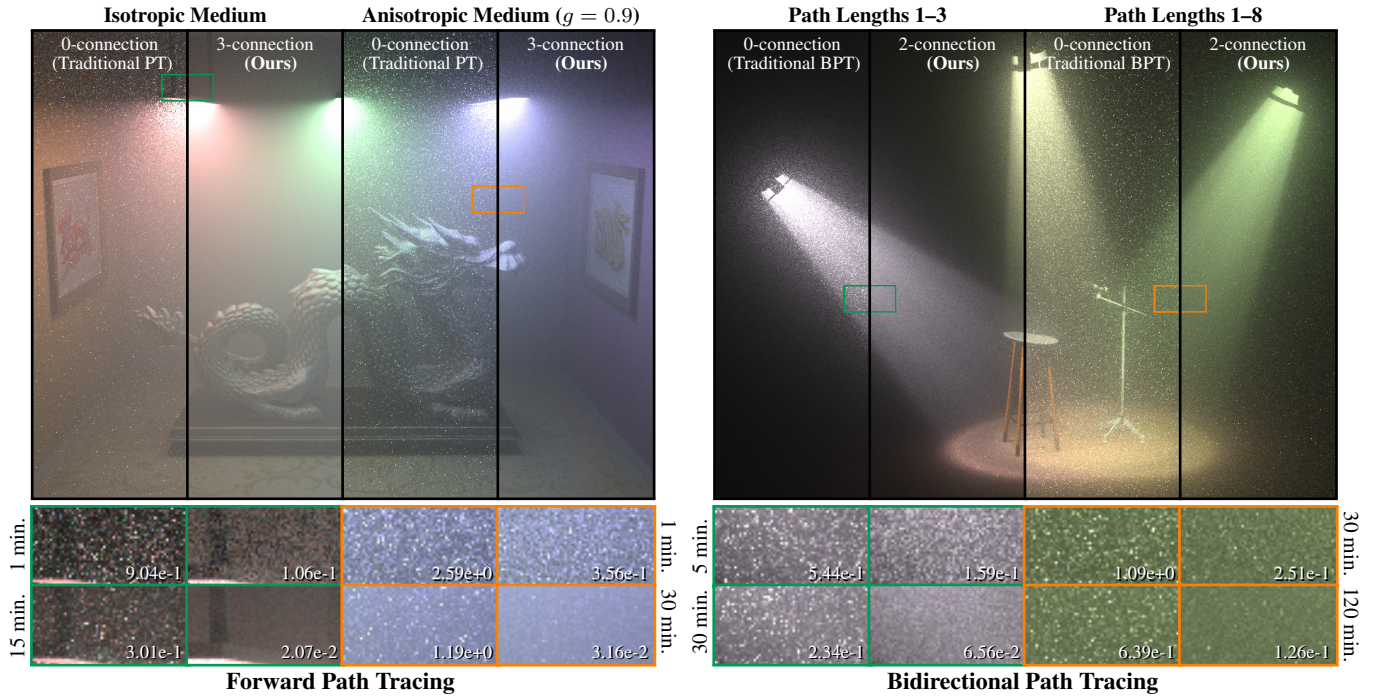 Isotropic Medium
Anisotropic Medium (g = 0.9)
Path Lengths 1–3
Path Lengths 1–8
0-connection
(Traditional PT)
3-connection
(Ours)
0-connection
(Traditional PT)
3-connection
(Ours)
0-connection
(Traditional BPT)
2-connection
(Ours)
0-connection
(Traditional BPT)
2-connection
(Ours)
1 min.
9.04e-1
1.06e-1
2.59e+0
3.56e-1
1 min.
15 min.
3.01e-1
2.07e-2
1.19e+0
3.16e-2
30 min.
5 min.
5.44e-1
1.59e-1
1.09e+0
2.51e-1
30 min.
30 min.
2.34e-1
6.56e-2
6.39e-1
1.26e-1
120 min.
Forward Path Tracing
Bidirectional Path Tracing